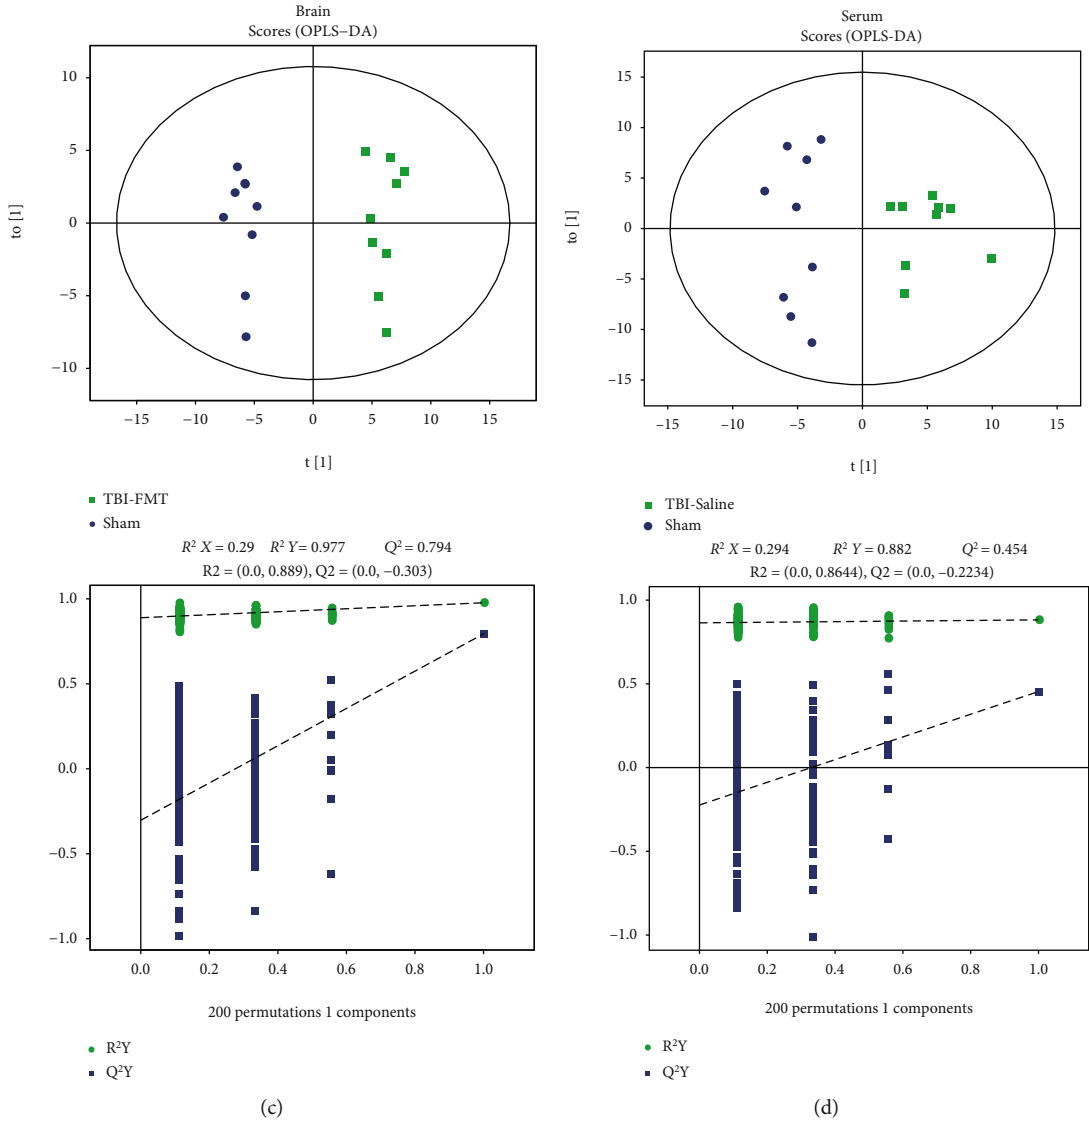 Brain
Scores (OPLS−DA)
10
5
0
−5
−10
to [1]
−15
−10
−5
0
5
10
15
t [1]
TBI-FMT
Sham
R² X = 0.29 R² Y = 0.977 Q² = 0.794
R2 = (0.0, 0.889), Q2 = (0.0, −0.303)
1.0
0.5
0.0
−0.5
−1.0
0.0
0.2
0.4
0.6
0.8
1.0
200 permutations 1 components
R²Y
Q²Y
(c)
Serum
Scores (OPLS-DA)
15
10
5
0
−5
−10
−15
to [1]
−15
−10
−5
0
5
10
15
t [1]
TBI-Saline
Sham
R² X = 0.294 R² Y = 0.882 Q² = 0.454
R2 = (0.0, 0.8644), Q2 = (0.0, −0.2234)
1.0
0.5
0.0
−0.5
−1.0
0.0
0.2
0.4
0.6
0.8
1.0
200 permutations 1 components
R²Y
Q²Y
(d)